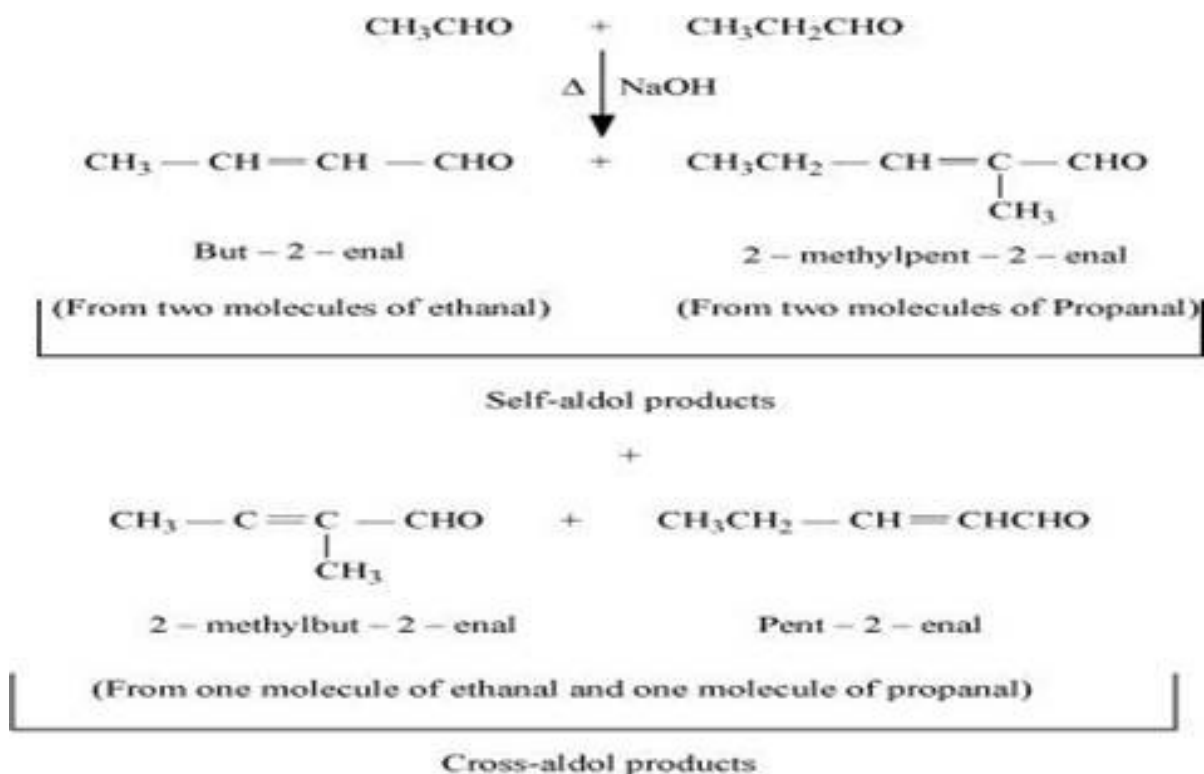 CH₃CHO + CH₃CH₂CHO
Δ NaOH
CH₃ — CH = CH — CHO + CH₃CH₂ — CH = C — CHO
CH₃
But – 2 – enal 2 – methylpent – 2 – enal
(From two molecules of ethanal) (From two molecules of Propanal)
Self-aldol products
+
CH₃ — C = C — CHO + CH₃CH₂ — CH = CHCHO
CH₃
2 – methylbut – 2 – enal Pent – 2 – enal
(From one molecule of ethanal and one molecule of propanal)
Cross-aldol products